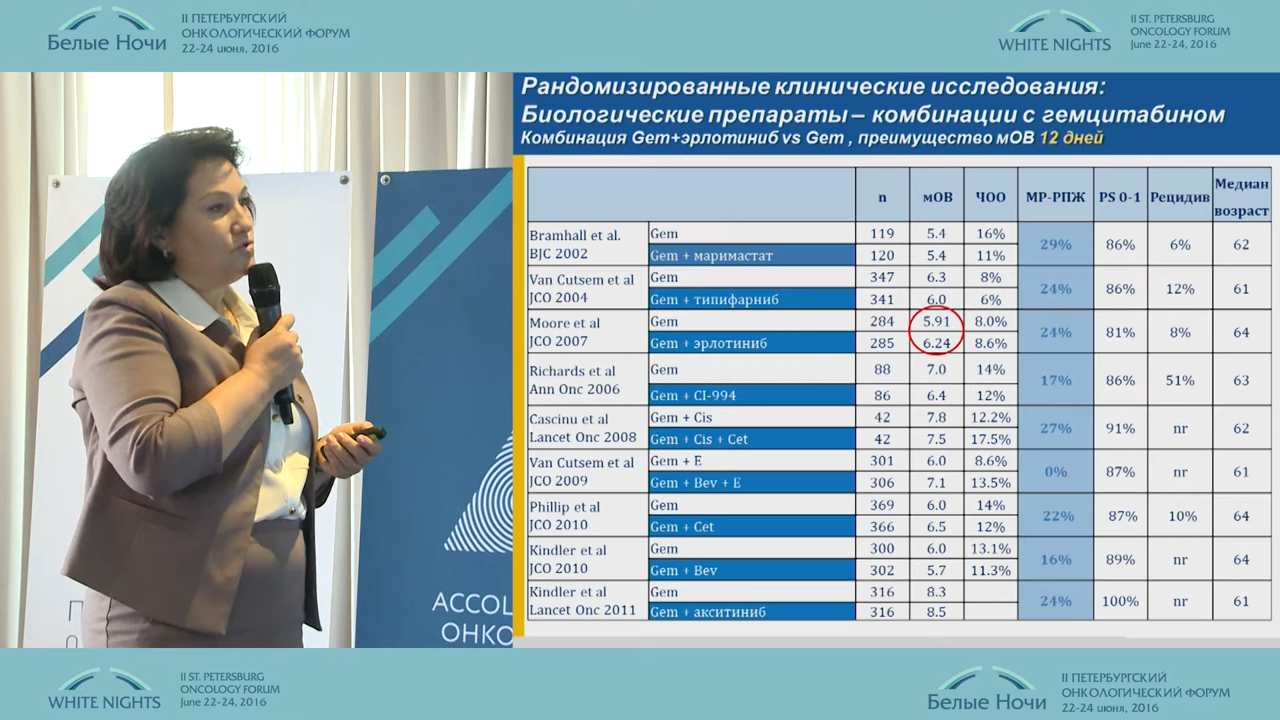 Белые Ночи
II ПЕТЕРБУРГСКИЙ
ОНКОЛОГИЧЕСКИЙ ФОРУМ
22-24 июня, 2016
WHITE NIGHTS
II ST. PETERSBURG
ONCOLOGY FORUM
June 22-24, 2016
Рандомизированные клинические исследования:
Биологические препараты – комбинации с гемцитабином
Комбинация Gem+эрлотиниб vs Gem , преимущество мОВ 12 дней
n мОВ ЧОО МР-РПЖ PS 0-1 Рецидив Медиан возраст
Bramhall et al. BJC 2002 Gem 119 5.4 16% 29% 86% 6% 62
Gem + маримастат 120 5.4 11%
Van Cutsem et al JCO 2004 Gem 347 6.3 8% 24% 86% 12% 61
Gem + типифарниб 341 6.0 6%
Moore et al JCO 2007 Gem 284 5.91 8.0% 24% 81% 8% 64
Gem + эрлотиниб 285 6.24 8.6%
Richards et al Ann Onc 2006 Gem 88 7.0 14% 17% 86% 51% 63
Gem + CI-994 86 6.4 12%
Cascinu et al Lancet Onc 2008 Gem + Cis 42 7.8 12.2% 27% 91% nr 62
Gem + Cis + Cet 42 7.5 17.5%
Van Cutsem et al JCO 2009 Gem + E 301 6.0 8.6% 0% 87% nr 61
Gem + Bev + E 306 7.1 13.5%
Phillip et al JCO 2010 Gem 369 6.0 14% 22% 87% 10% 64
Gem + Cet 366 6.5 12%
Kindler et al JCO 2010 Gem 300 6.0 13.1% 16% 89% nr 64
Gem + Bev 302 5.7 11.3%
Kindler et al Lancet Onc 2011 Gem 316 8.3 24% 100% nr 61
Gem + акситиниб 316 8.5
ACCOЦ
ОНКО
WHITE NIGHTS
II ST. PETERSBURG
ONCOLOGY FORUM
June 22-24, 2016
Белые Ночи
II ПЕТЕРБУРГСКИЙ
ОНКОЛОГИЧЕСКИЙ ФОРУМ
22-24 июня, 2016